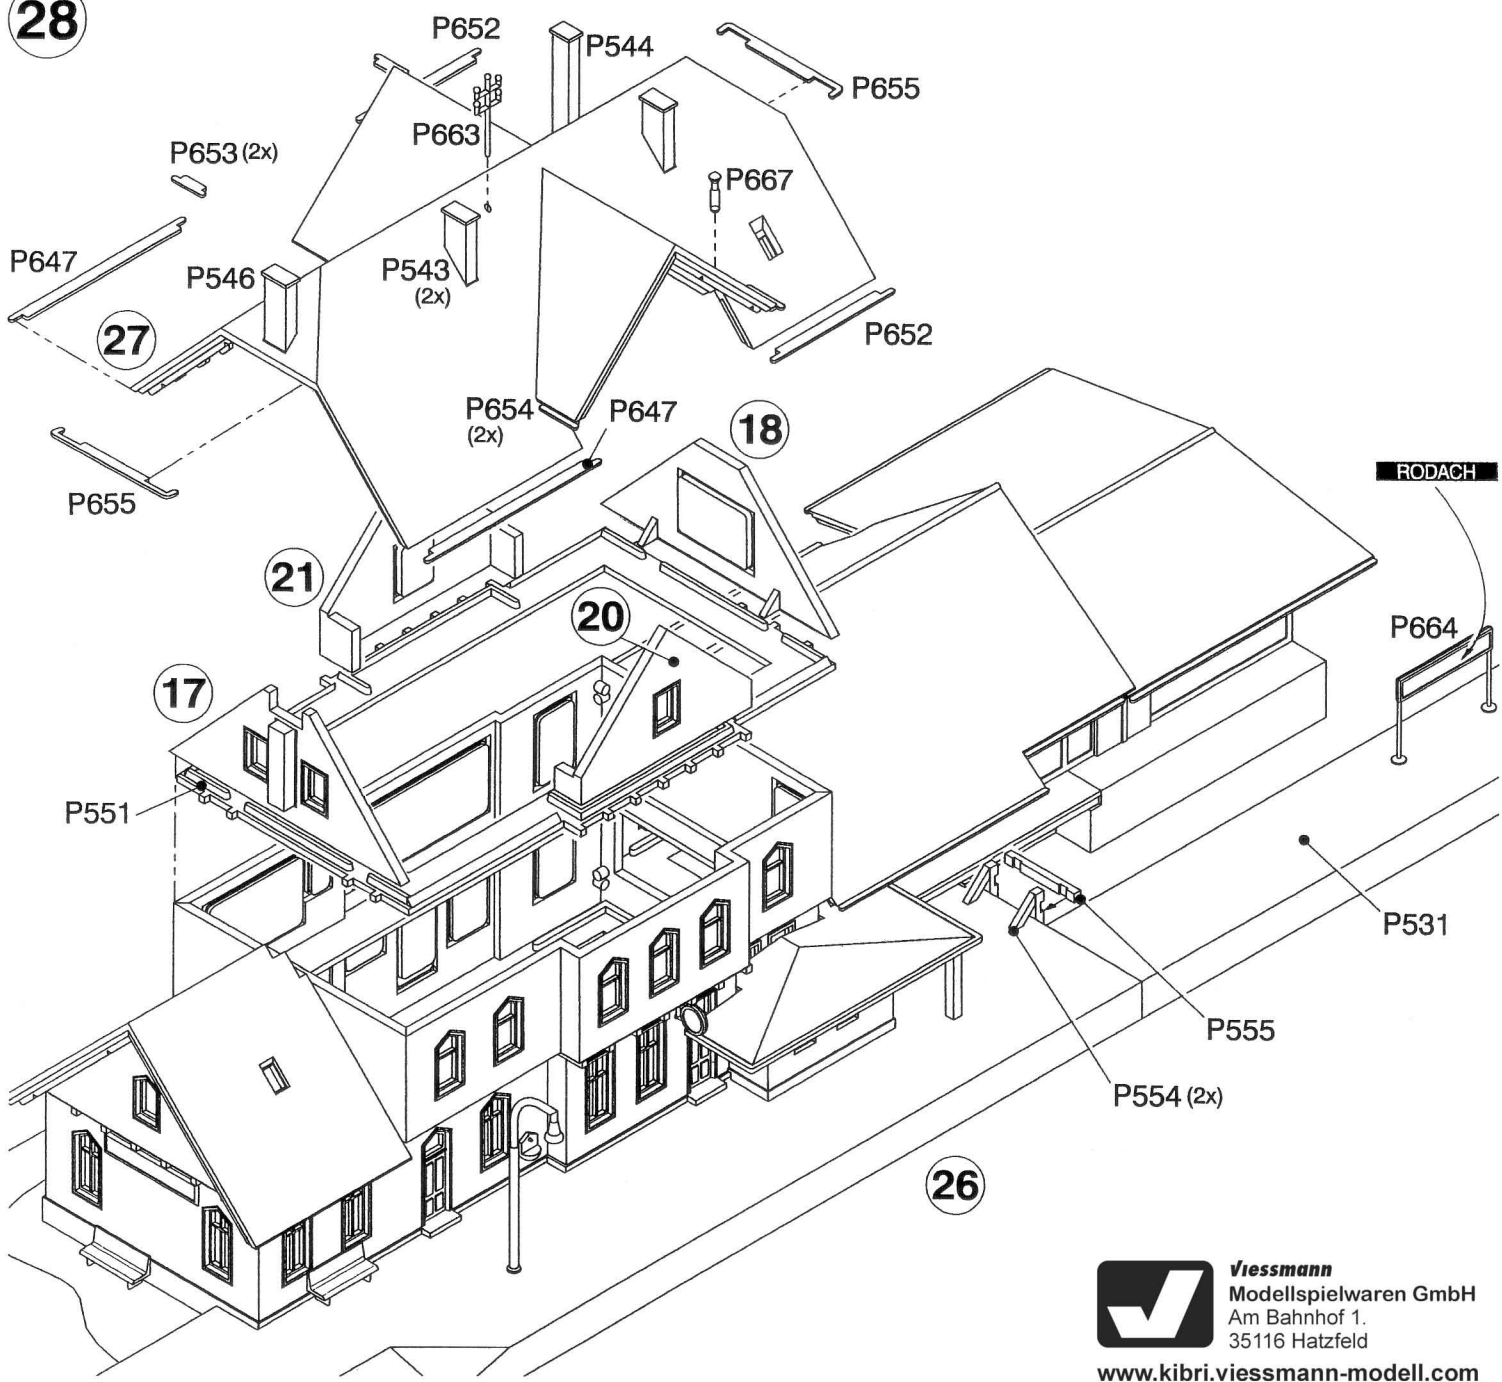 28
P652
P544
P655
P663
P653 (2x)
P667
P647
P546
P543
(2x)
27
P652
P654
(2x)
P647
18
P655
RODACH
21
20
P664
17
P551
P531
P555
P554 (2x)
26
Viessmann
Modellspielwaren GmbH
Am Bahnhof 1.
35116 Hatzfeld
www.kibri.viessmann-modell.com